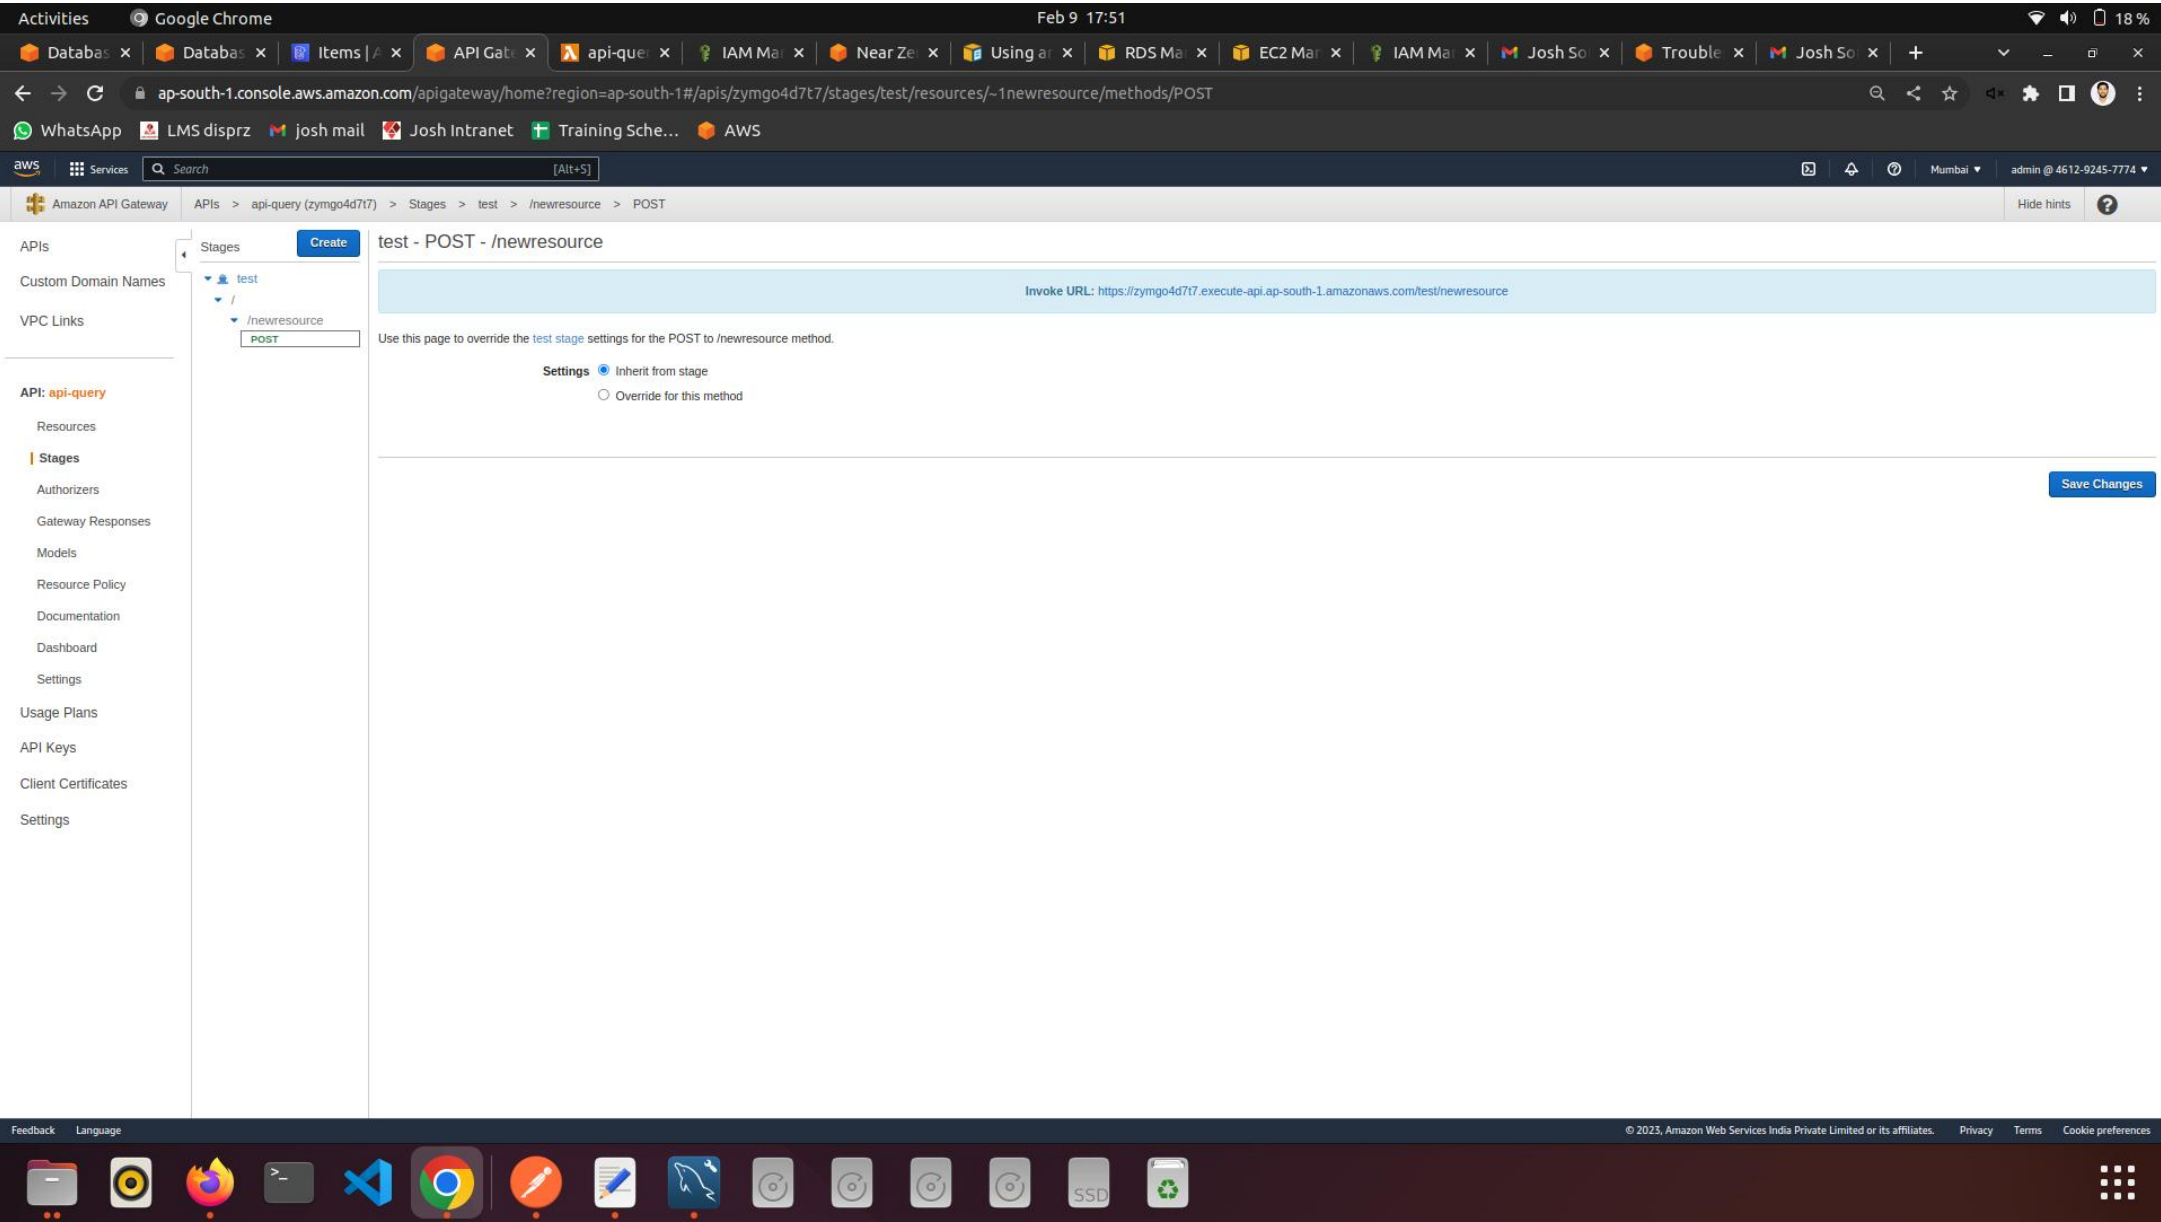 Activities Google Chrome Feb 9 17:51 18 %
Databas Databas Items | A API Gate api-quer IAM Ma Near Ze Using an RDS Ma EC2 Man IAM Ma Josh So Trouble Josh So
ap-south-1.console.aws.amazon.com/apigateway/home?region=ap-south-1#/apis/zymgo4d7t7/stages/test/resources/~1newresource/methods/POST
WhatsApp LMS disprz josh mail Josh Intranet Training Sche... AWS
aws Services Search [Alt+S] Mumbai admin @ 4612-9245-7774
Amazon API Gateway APIs > api-query (zymgo4d7t7) > Stages > test > /newresource > POST Hide hints
APIs
Custom Domain Names
VPC Links
API: api-query
Resources
Stages
Authorizers
Gateway Responses
Models
Resource Policy
Documentation
Dashboard
Settings
Usage Plans
API Keys
Client Certificates
Settings
Stages Create
test
/
/newresource
POST
test - POST - /newresource
Invoke URL: https://zymgo4d7t7.execute-api.ap-south-1.amazonaws.com/test/newresource
Use this page to override the test stage settings for the POST to /newresource method.
Settings Inherit from stage
Override for this method
Save Changes
Feedback Language © 2023, Amazon Web Services India Private Limited or its affiliates. Privacy Terms Cookie preferences
>_
SSD